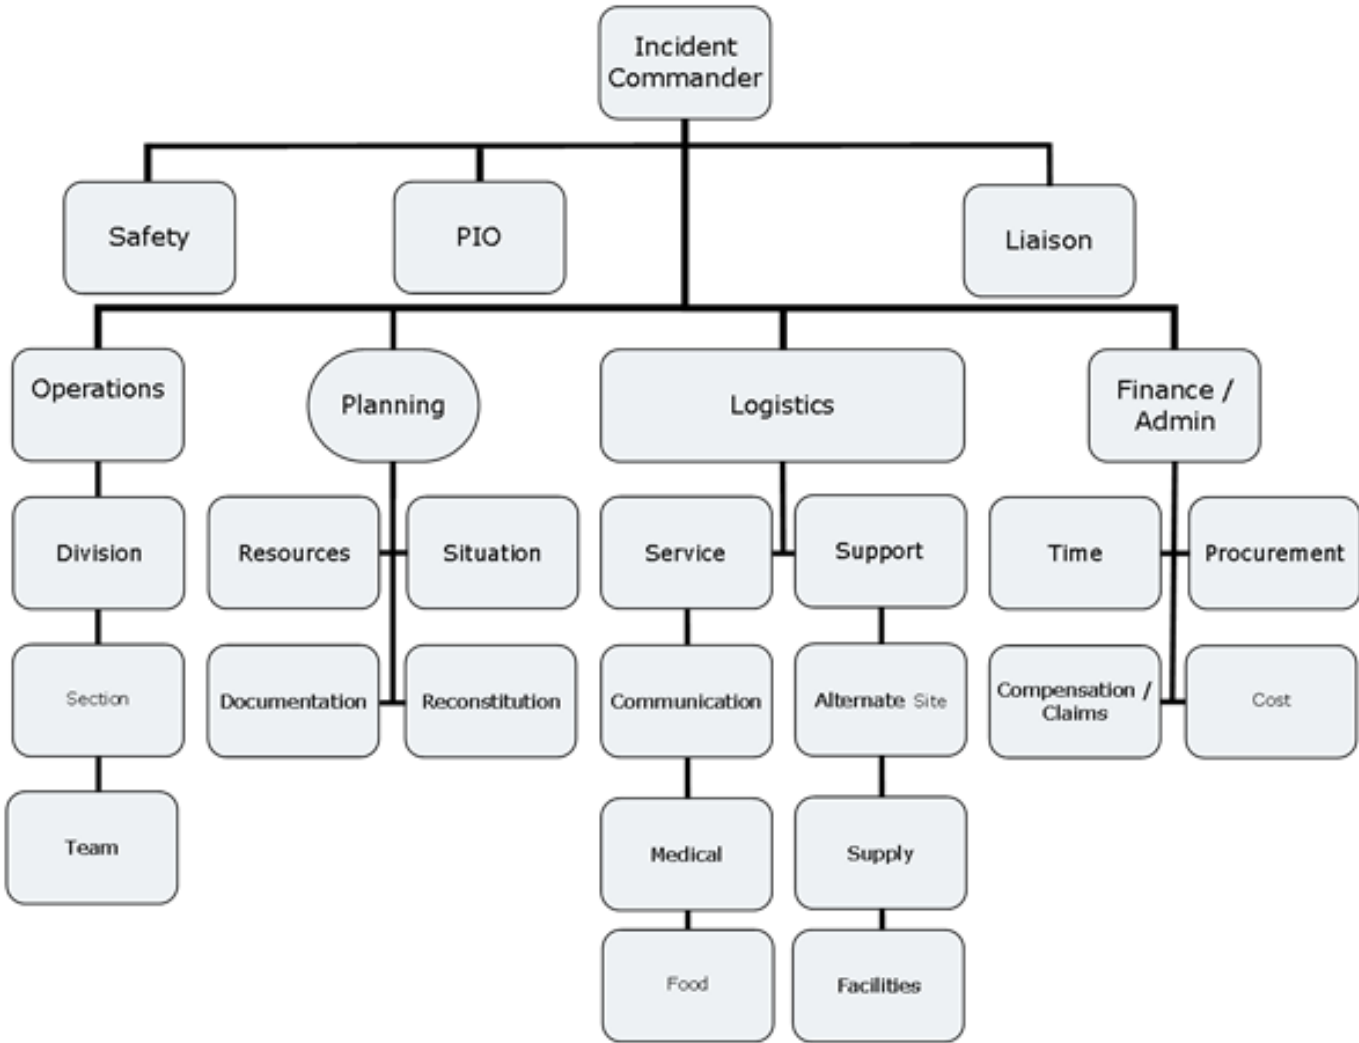 Incident
Commander
Safety
PIO
Liaison
Operations
Planning
Logistics
Finance /
Admin
Division
Resources
Situation
Service
Support
Time
Procurement
Section
Documentation
Reconstitution
Communication
Alternate Site
Compensation /
Claims
Cost
Team
Medical
Supply
Food
Facilities